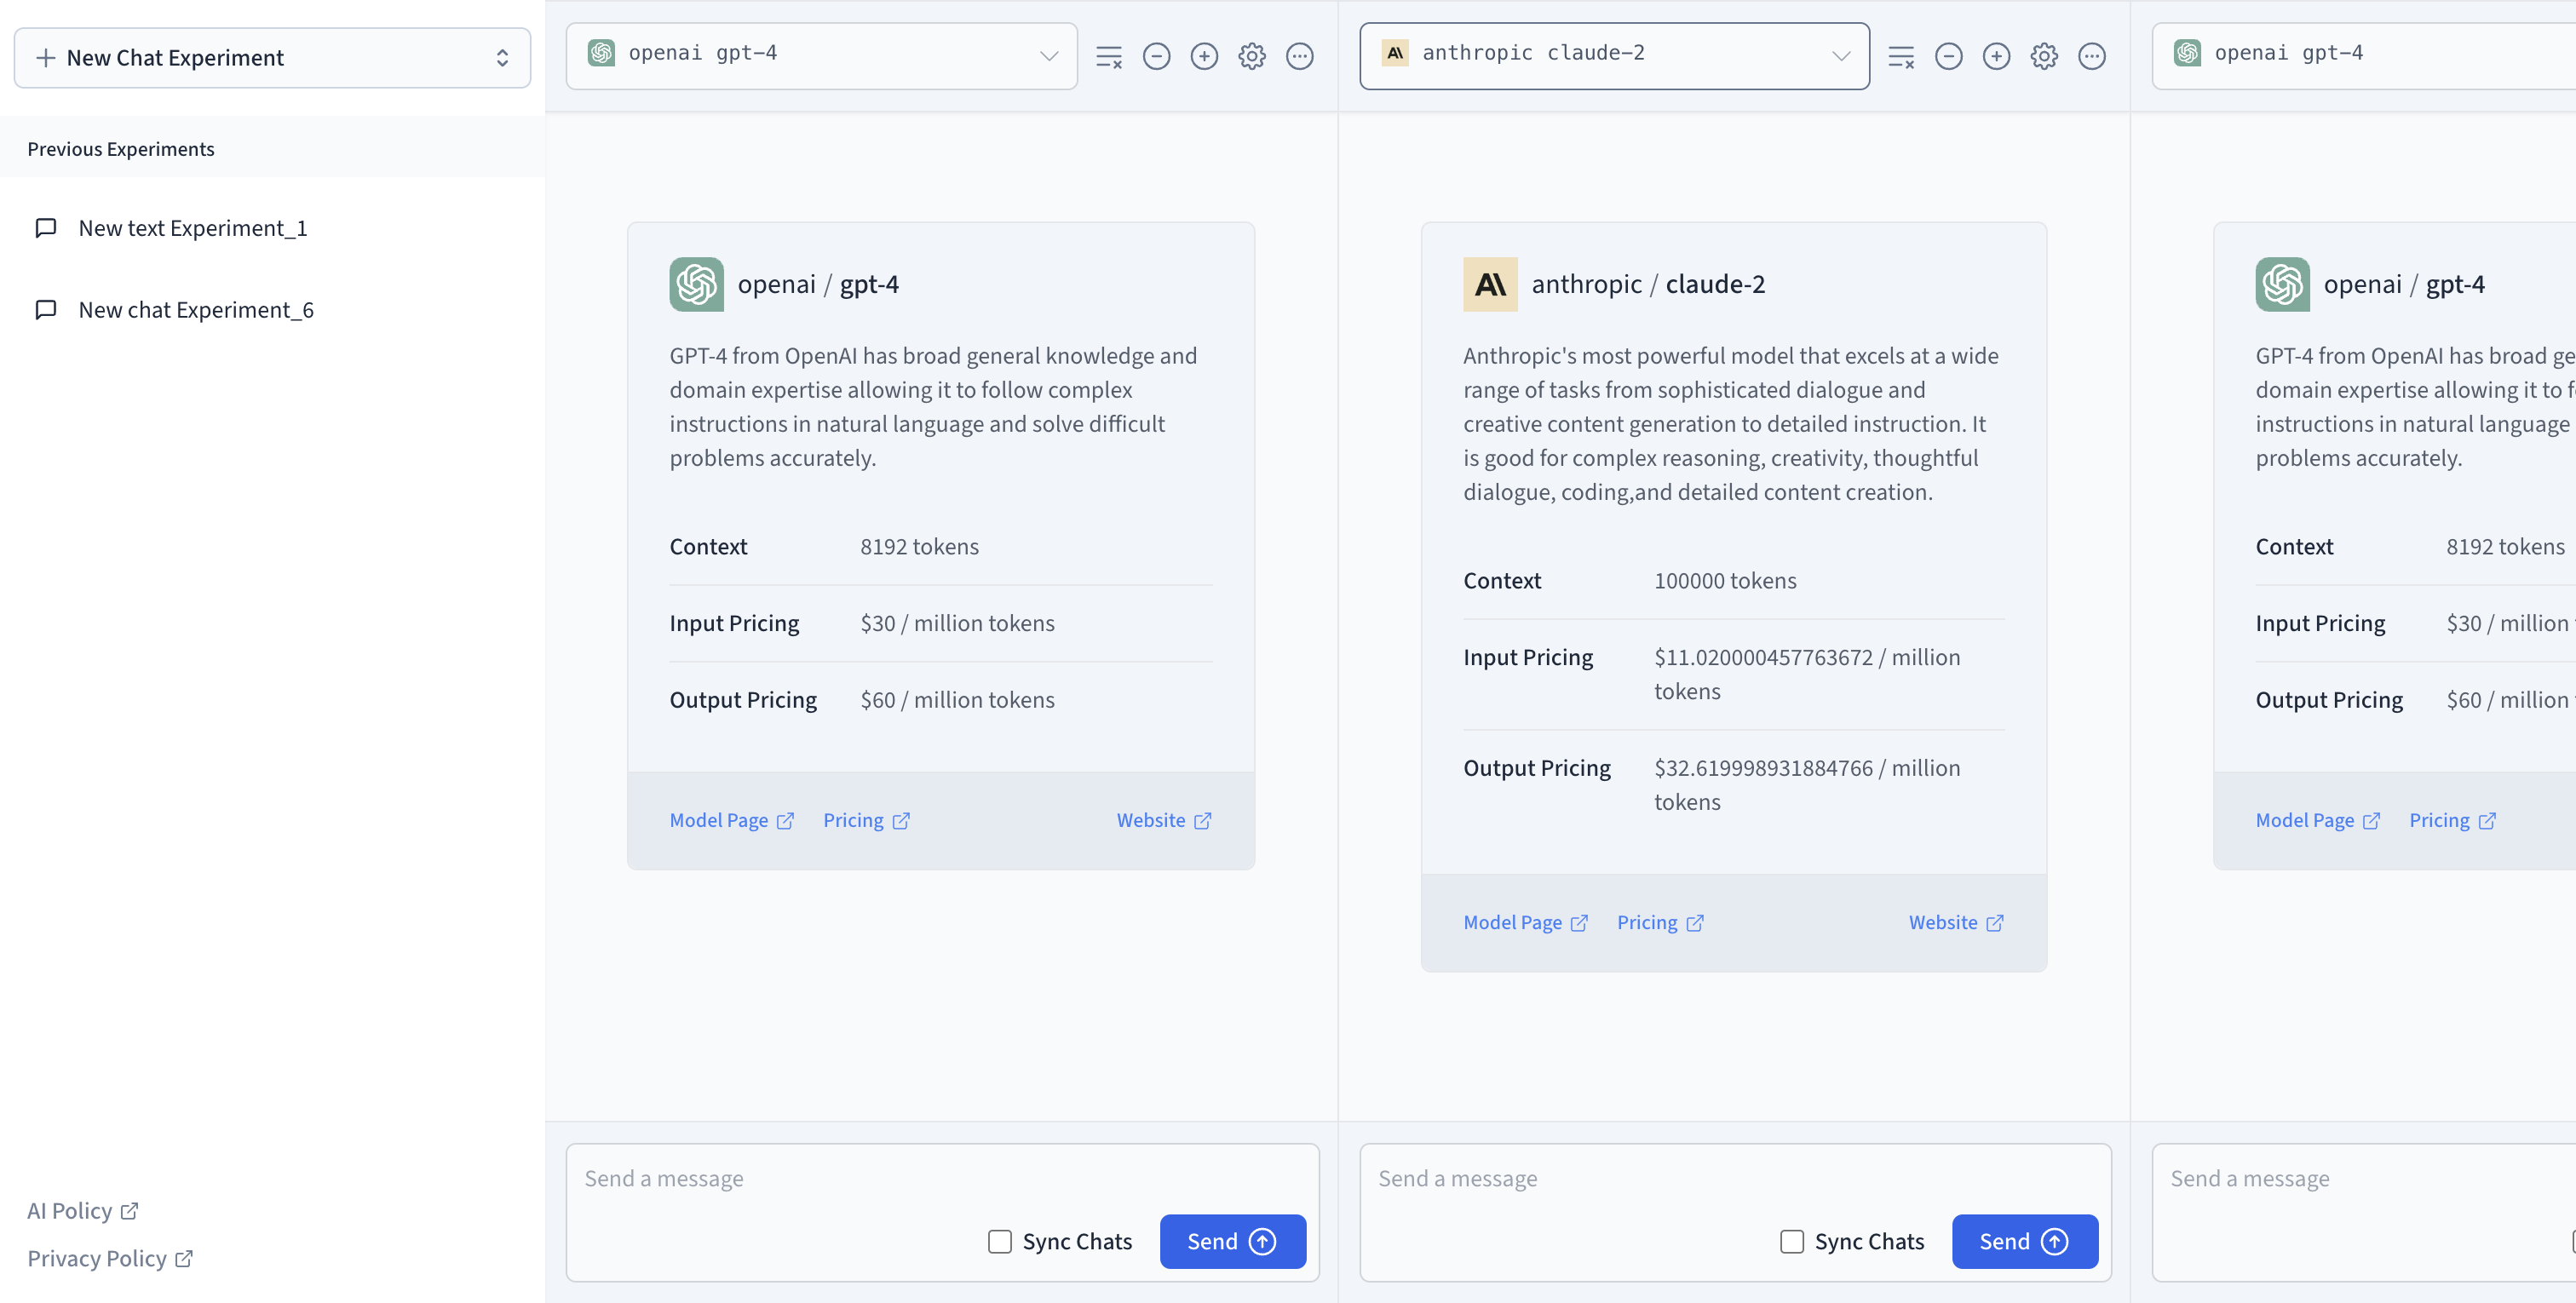 New Chat Experiment
Previous Experiments
New text Experiment_1
New chat Experiment_6
AI Policy
Privacy Policy
openai gpt-4
openai / gpt-4
GPT-4 from OpenAI has broad general knowledge and
domain expertise allowing it to follow complex
instructions in natural language and solve difficult
problems accurately.
Context 8192 tokens
Input Pricing $30 / million tokens
Output Pricing $60 / million tokens
Model Page Pricing Website
Send a message
Sync Chats Send
anthropic claude-2
anthropic / claude-2
Anthropic's most powerful model that excels at a wide
range of tasks from sophisticated dialogue and
creative content generation to detailed instruction. It
is good for complex reasoning, creativity, thoughtful
dialogue, coding,and detailed content creation.
Context 100000 tokens
Input Pricing $11.020000457763672 / million
tokens
Output Pricing $32.619998931884766 / million
tokens
Model Page Pricing Website
Send a message
Sync Chats Send
openai gpt-4
openai / gpt-4
GPT-4 from OpenAI has broad
domain expertise allowing it to
instructions in natural language
problems accurately.
Context 8192 tokens
Input Pricing $30 / million
Output Pricing $60 / million
Model Page Pricing
Send a message